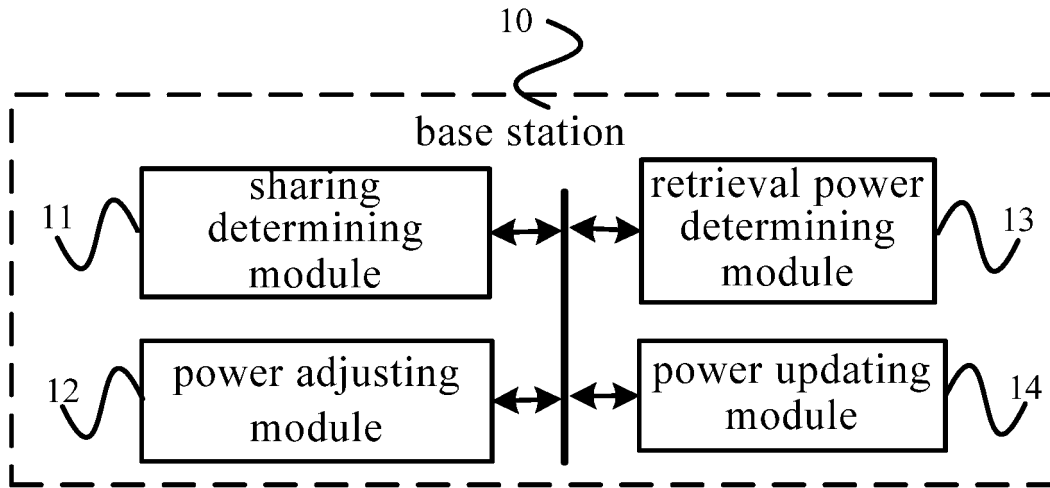 10
base station
sharing
determining
module
11
retrieval power
determining
module
13
power adjusting
module
12
power updating
module
14